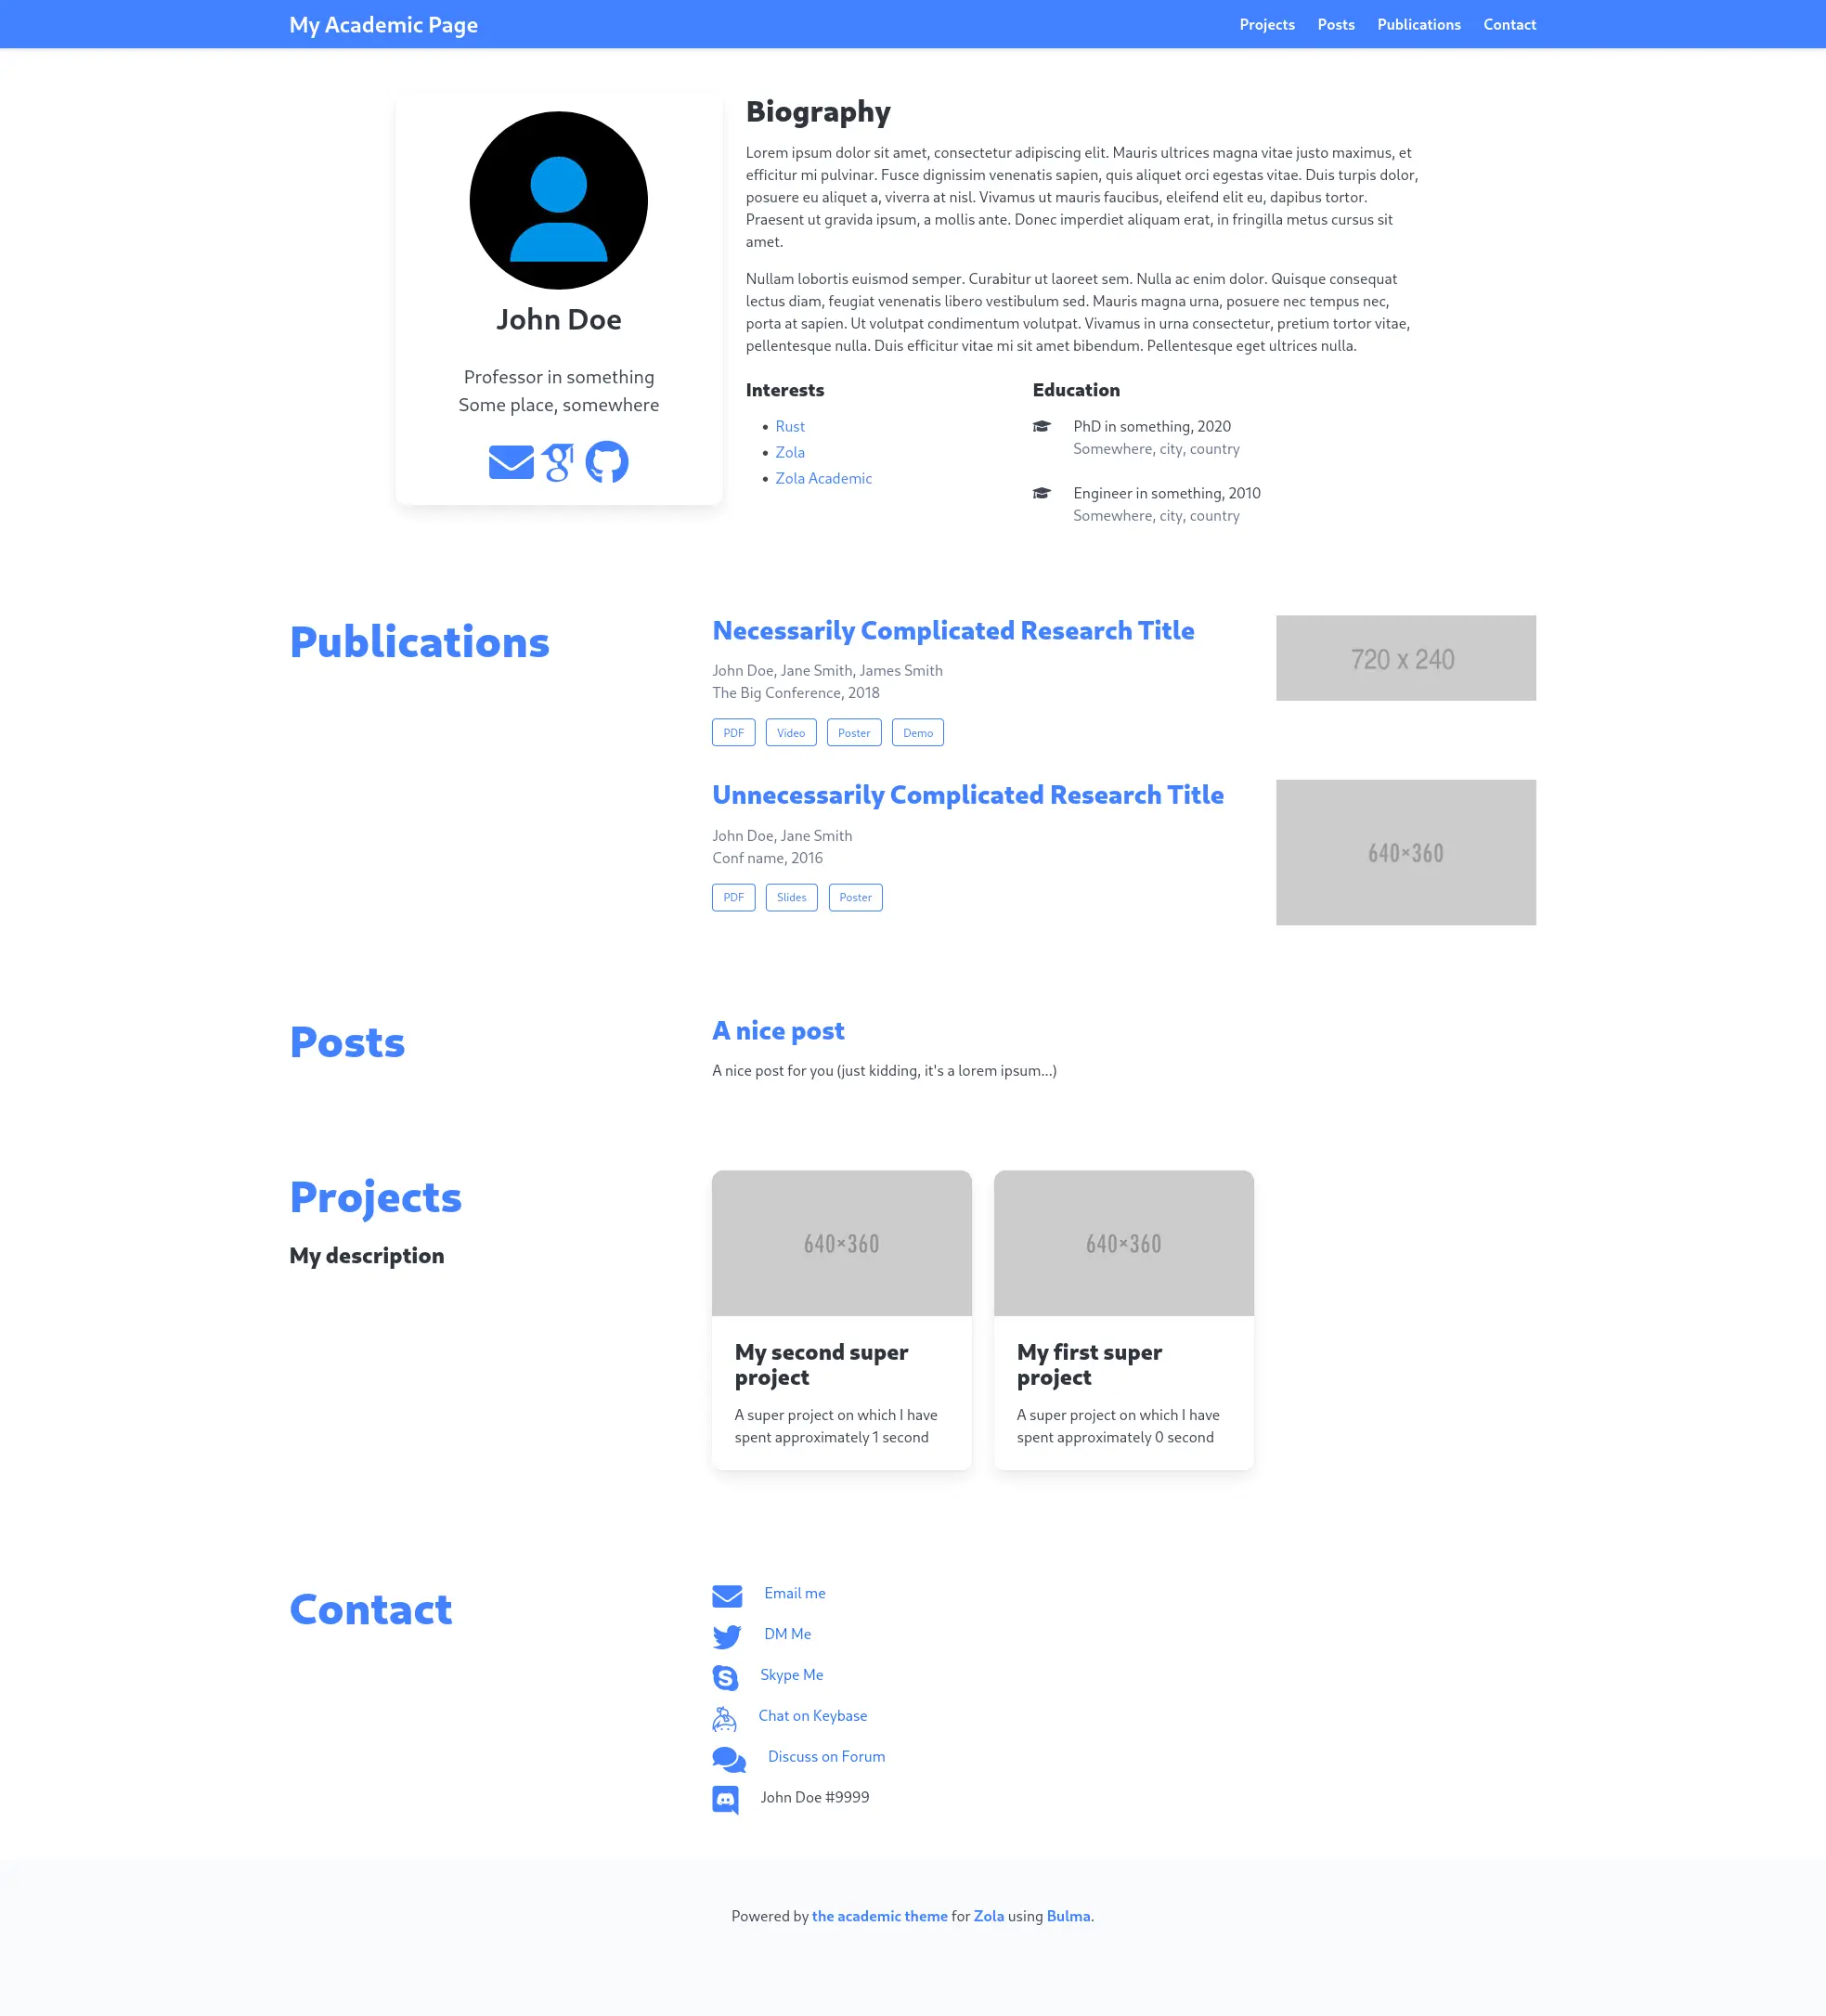 My Academic Page
Projects Posts Publications Contact
John Doe
Professor in something
Some place, somewhere
Biography
Lorem ipsum dolor sit amet, consectetur adipiscing elit. Mauris ultrices magna vitae justo maximus, et
efficitur mi pulvinar. Fusce dignissim venenatis sapien, quis aliquet orci egestas vitae. Duis turpis dolor,
posuere eu aliquet a, viverra at nisl. Vivamus ut mauris faucibus, eleifend elit eu, dapibus tortor.
Praesent ut gravida ipsum, a mollis ante. Donec imperdiet aliquam erat, in fringilla metus cursus sit
amet.
Nullam lobortis euismod semper. Curabitur ut laoreet sem. Nulla ac enim dolor. Quisque consequat
lectus diam, feugiat venenatis libero vestibulum sed. Mauris magna urna, posuere nec tempus nec,
porta at sapien. Ut volutpat condimentum volutpat. Vivamus in urna consectetur, pretium tortor vitae,
pellentesque nulla. Duis efficitur vitae mi sit amet bibendum. Pellentesque eget ultrices nulla.
Interests
• Rust
• Zola
• Zola Academic
Education
PhD in something, 2020
Somewhere, city, country
Engineer in something, 2010
Somewhere, city, country
Publications
Necessarily Complicated Research Title
John Doe, Jane Smith, James Smith
The Big Conference, 2018
PDF Video Poster Demo
720 x 240
Unnecessarily Complicated Research Title
John Doe, Jane Smith
Conf name, 2016
PDF Slides Poster
640×360
Posts
A nice post
A nice post for you (just kidding, it's a lorem ipsum...)
Projects
My description
640×360
My second super
project
A super project on which I have
spent approximately 1 second
640×360
My first super
project
A super project on which I have
spent approximately 0 second
Contact
Email me
DM Me
Skype Me
Chat on Keybase
Discuss on Forum
John Doe #9999
Powered by the academic theme for Zola using Bulma.